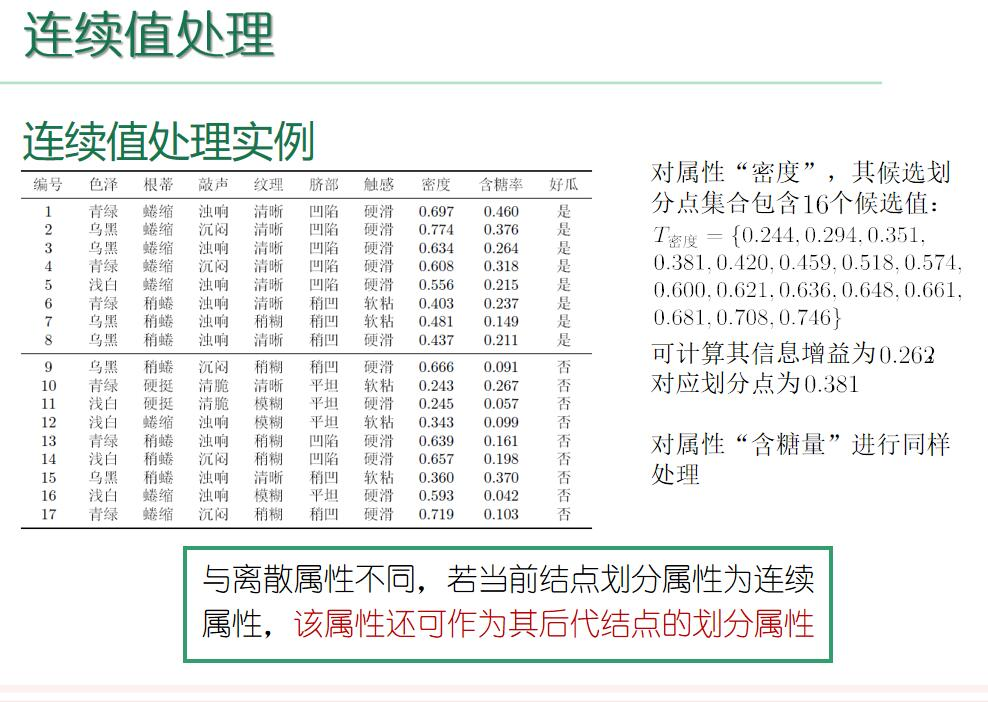 连续值处理
连续值处理实例
编号 色泽 根蒂 敲声 纹理 脐部 触感 密度 含糖率 好瓜
1 青绿 蜷缩 浊响 清晰 凹陷 硬滑 0.697 0.460 是
2 乌黑 蜷缩 沉闷 清晰 凹陷 硬滑 0.774 0.376 是
3 乌黑 蜷缩 浊响 清晰 凹陷 硬滑 0.634 0.264 是
4 青绿 蜷缩 沉闷 清晰 凹陷 硬滑 0.608 0.318 是
5 浅白 蜷缩 浊响 清晰 凹陷 硬滑 0.556 0.215 是
6 青绿 稍蜷 浊响 清晰 稍凹 软粘 0.403 0.237 是
7 乌黑 稍蜷 浊响 稍糊 稍凹 软粘 0.481 0.149 是
8 乌黑 稍蜷 浊响 清晰 稍凹 硬滑 0.437 0.211 是
9 乌黑 稍蜷 沉闷 稍糊 稍凹 硬滑 0.666 0.091 否
10 青绿 硬挺 清脆 清晰 平坦 软粘 0.243 0.267 否
11 浅白 硬挺 清脆 模糊 平坦 硬滑 0.245 0.057 否
12 浅白 蜷缩 浊响 模糊 平坦 软粘 0.343 0.099 否
13 青绿 稍蜷 浊响 稍糊 凹陷 硬滑 0.639 0.161 否
14 浅白 稍蜷 沉闷 稍糊 凹陷 硬滑 0.657 0.198 否
15 乌黑 稍蜷 浊响 清晰 稍凹 软粘 0.360 0.370 否
16 浅白 蜷缩 浊响 模糊 平坦 硬滑 0.593 0.042 否
17 青绿 蜷缩 沉闷 稍糊 稍凹 硬滑 0.719 0.103 否
对属性“密度”，其候选划
分点集合包含16个候选值：
T密度 = {0.244, 0.294, 0.351,
0.381, 0.420, 0.459, 0.518, 0.574,
0.600, 0.621, 0.636, 0.648, 0.661,
0.681, 0.708, 0.746}
可计算其信息增益为0.262
对应划分点为0.381
对属性“含糖量”进行同样
处理
与离散属性不同，若当前结点划分属性为连续
属性，该属性还可作为其后代结点的划分属性